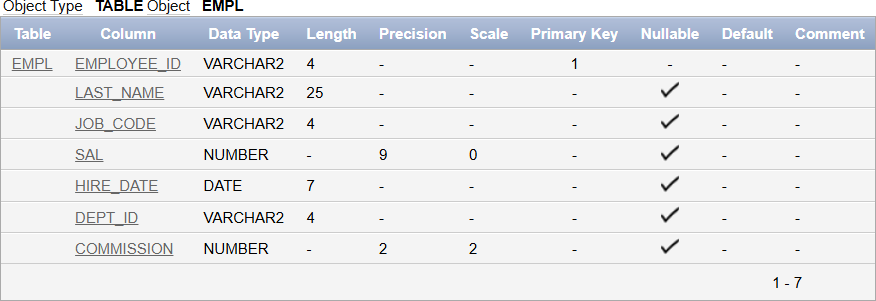 Object Type TABLE Object EMPL
Table Column Data Type Length Precision Scale Primary Key Nullable Default Comment
EMPL EMPLOYEE_ID VARCHAR2 4 - - 1 - - -
LAST_NAME VARCHAR2 25 - - - ✓ - -
JOB_CODE VARCHAR2 4 - - - ✓ - -
SAL NUMBER - 9 0 - ✓ - -
HIRE_DATE DATE 7 - - - ✓ - -
DEPT_ID VARCHAR2 4 - - - ✓ - -
COMMISSION NUMBER - 2 2 - ✓ - -
1 - 7